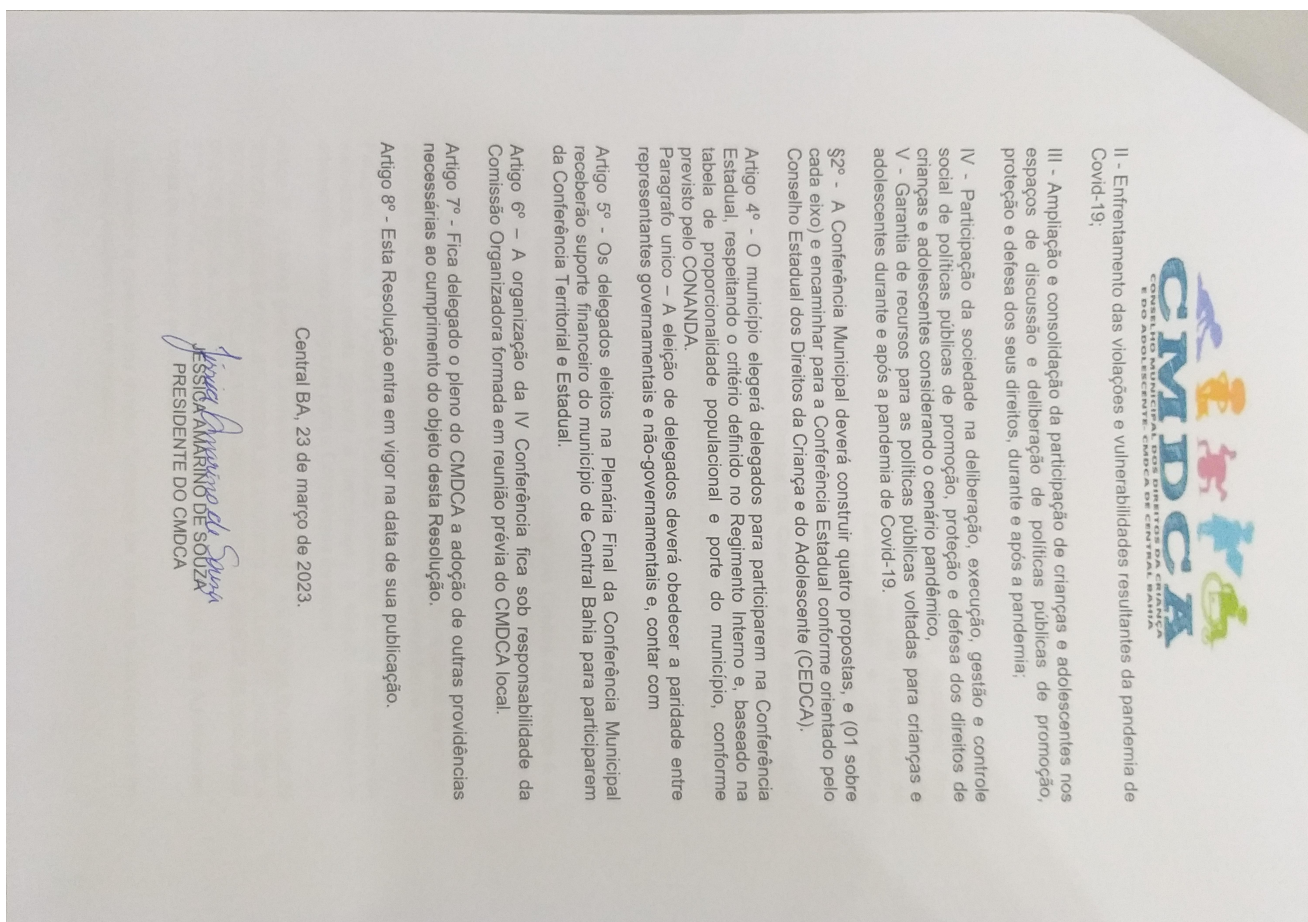 CMDCA
CONSELHO MUNICIPAL DOS DIREITOS DA CRIANÇA
E DO ADOLESCENTE- CMDCA DE CENTRAL BAHIA
II - Enfrentamento das violações e vulnerabilidades resultantes da pandemia de
Covid-19;
III - Ampliação e consolidação da participação de crianças e adolescentes nos
espaços de discussão e deliberação de políticas públicas de promoção,
proteção e defesa dos seus direitos, durante e após a pandemia;
IV - Participação da sociedade na deliberação, execução, gestão e controle
social de políticas públicas de promoção, proteção e defesa dos direitos de
crianças e adolescentes considerando o cenário pandêmico,
V - Garantia de recursos para as políticas públicas voltadas para crianças e
adolescentes durante e após a pandemia de Covid-19.
§2º - A Conferência Municipal deverá construir quatro propostas, e (01 sobre
cada eixo) e encaminhar para a Conferência Estadual conforme orientado pelo
Conselho Estadual dos Direitos da Criança e do Adolescente (CEDCA).
Artigo 4º - O município elegerá delegados para participarem na Conferência
Estadual, respeitando o critério definido no Regimento Interno e, baseado na
tabela de proporcionalidade populacional e porte do município, conforme
previsto pelo CONANDA.
Paragrafo unico – A eleição de delegados deverá obedecer a paridade entre
representantes governamentais e não-governamentais e, contar com
Artigo 5º - Os delegados eleitos na Plenária Final da Conferência Municipal
receberão suporte financeiro do município de Central Bahia para participarem
da Conferência Territorial e Estadual.
Artigo 6º – A organização da IV Conferência fica sob responsabilidade da
Comissão Organizadora formada em reunião prévia do CMDCA local.
Artigo 7º - Fica delegado o pleno do CMDCA a adoção de outras providências
necessárias ao cumprimento do objeto desta Resolução.
Artigo 8º - Esta Resolução entra em vigor na data de sua publicação.
Central BA, 23 de março de 2023.
Jéssica Amarino de Souza
JESSICA AMARINO DE SOUZA
PRESIDENTE DO CMDCA